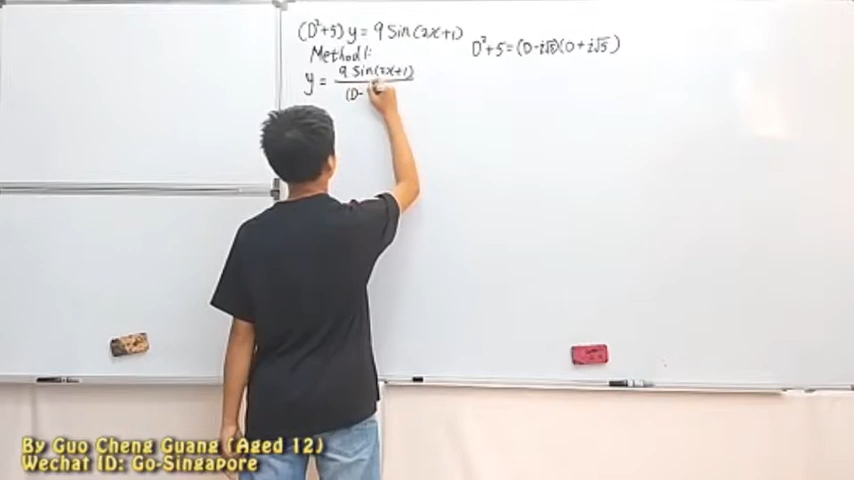 (D²+5)y = 9 Sin(2x+1)
D²+5=(D-i√5)(D+i√5)
Method 1:
y = 9 Sin(2x+1)
(D-
By Guo Cheng Guang (Aged 12)
WeChat ID: Go-Singapore